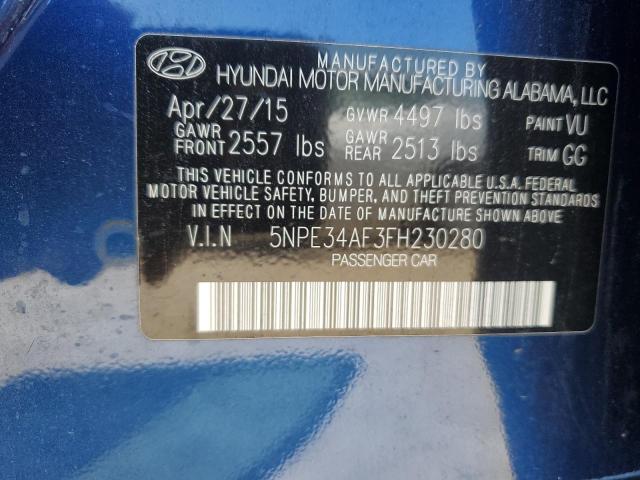 MANUFACTURED BY
HYUNDAI MOTOR MANUFACTURING ALABAMA, LLC
Apr/27/15 GVWR 4497 lbs PAINT VU
GAWR FRONT 2557 lbs GAWR REAR 2513 lbs TRIM GG
THIS VEHICLE CONFORMS TO ALL APPLICABLE U.S.A. FEDERAL
MOTOR VEHICLE SAFETY, BUMPER, AND THEFT PREVENTION STANDARDS
IN EFFECT ON THE DATE OF MANUFACTURE SHOWN ABOVE.
V.I.N 5NPE34AF3FH230280
PASSENGER CAR